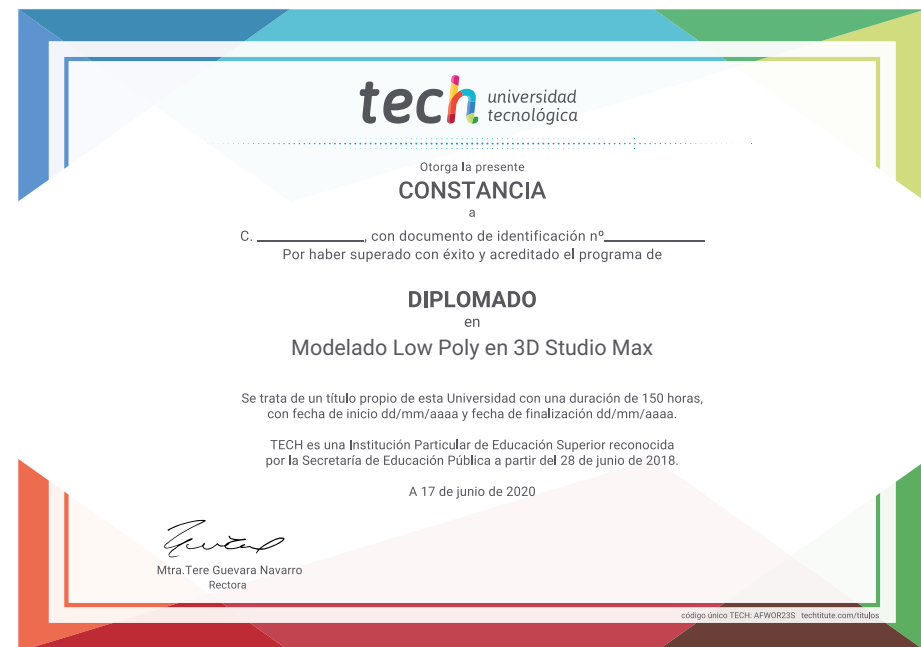 tech universidad
tecnológica
Otorga la presente
CONSTANCIA
a
C. ______________, con documento de identificación nº_____________
Por haber superado con éxito y acreditado el programa de
DIPLOMADO
en
Modelado Low Poly en 3D Studio Max
Se trata de un título propio de esta Universidad con una duración de 150 horas,
con fecha de inicio dd/mm/aaaa y fecha de finalización dd/mm/aaaa.
TECH es una Institución Particular de Educación Superior reconocida
por la Secretaría de Educación Pública a partir del 28 de junio de 2018.
A 17 de junio de 2020
Mtra.Tere Guevara Navarro
Rectora
código único TECH: AFWOR23S techtitute.com/titulos